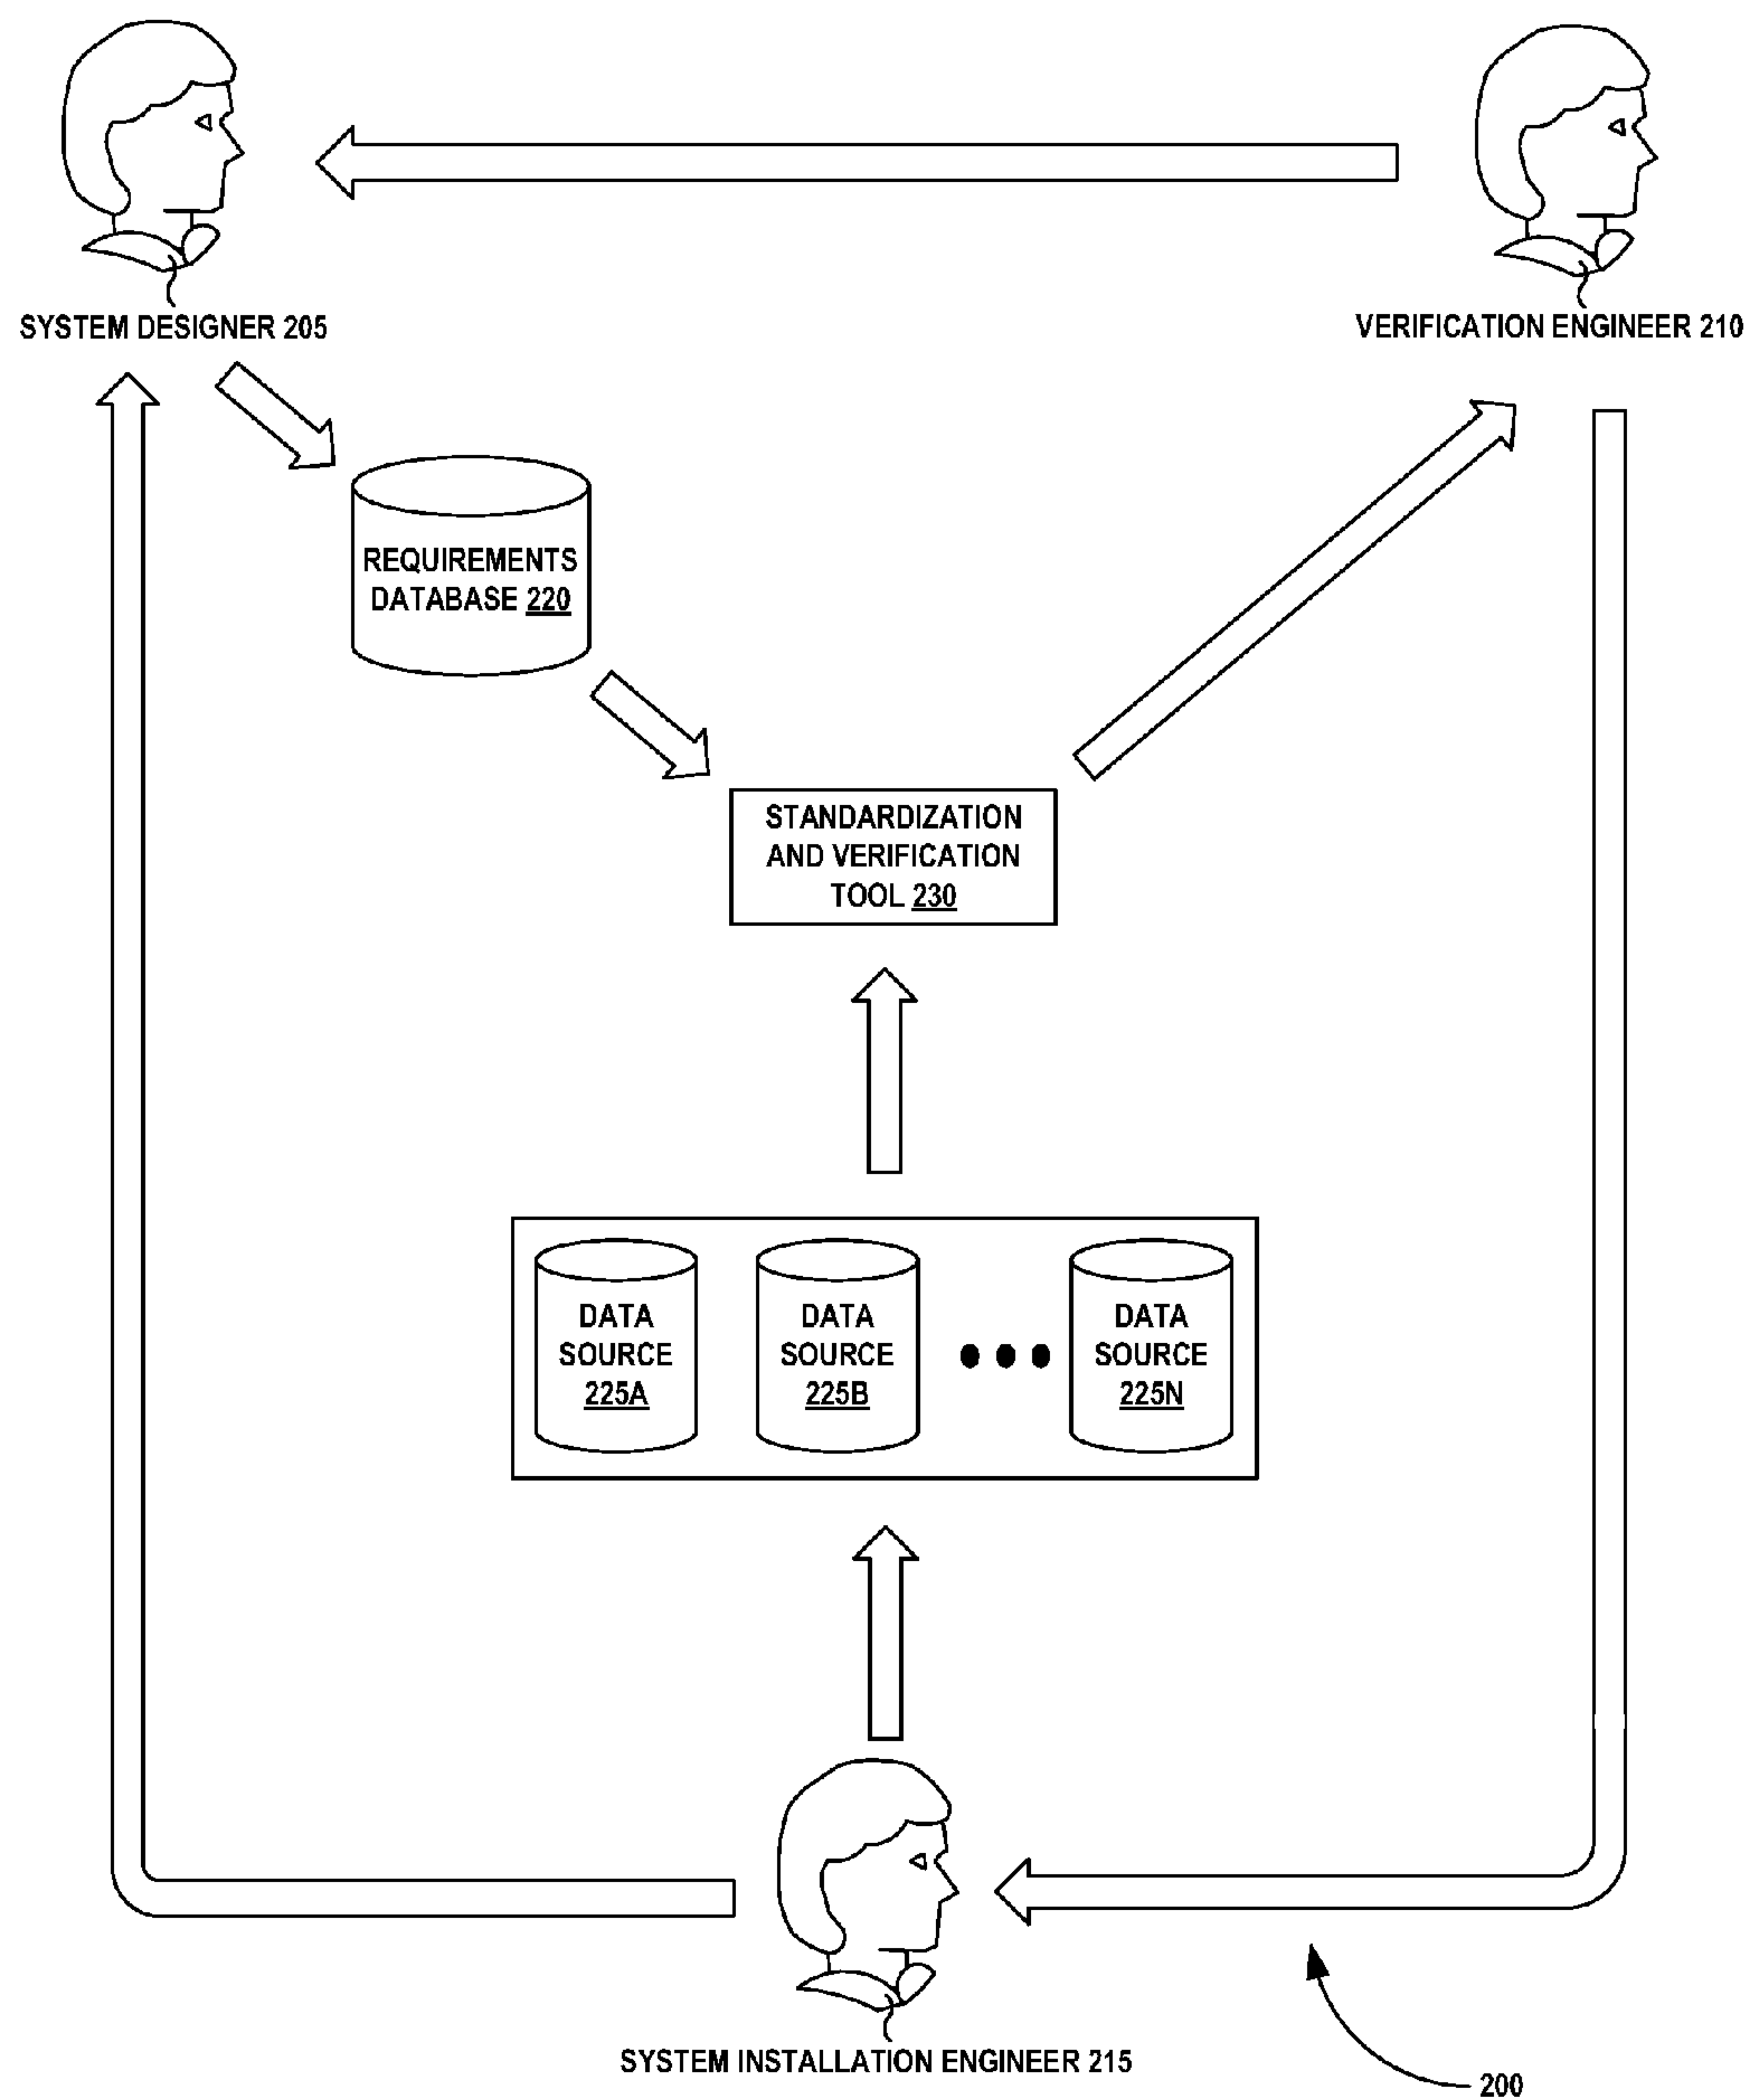 SYSTEM DESIGNER 205
VERIFICATION ENGINEER 210
REQUIREMENTS
DATABASE 220
STANDARDIZATION
AND VERIFICATION
TOOL 230
DATA
SOURCE
225A
DATA
SOURCE
225B
DATA
SOURCE
225N
SYSTEM INSTALLATION ENGINEER 215
200